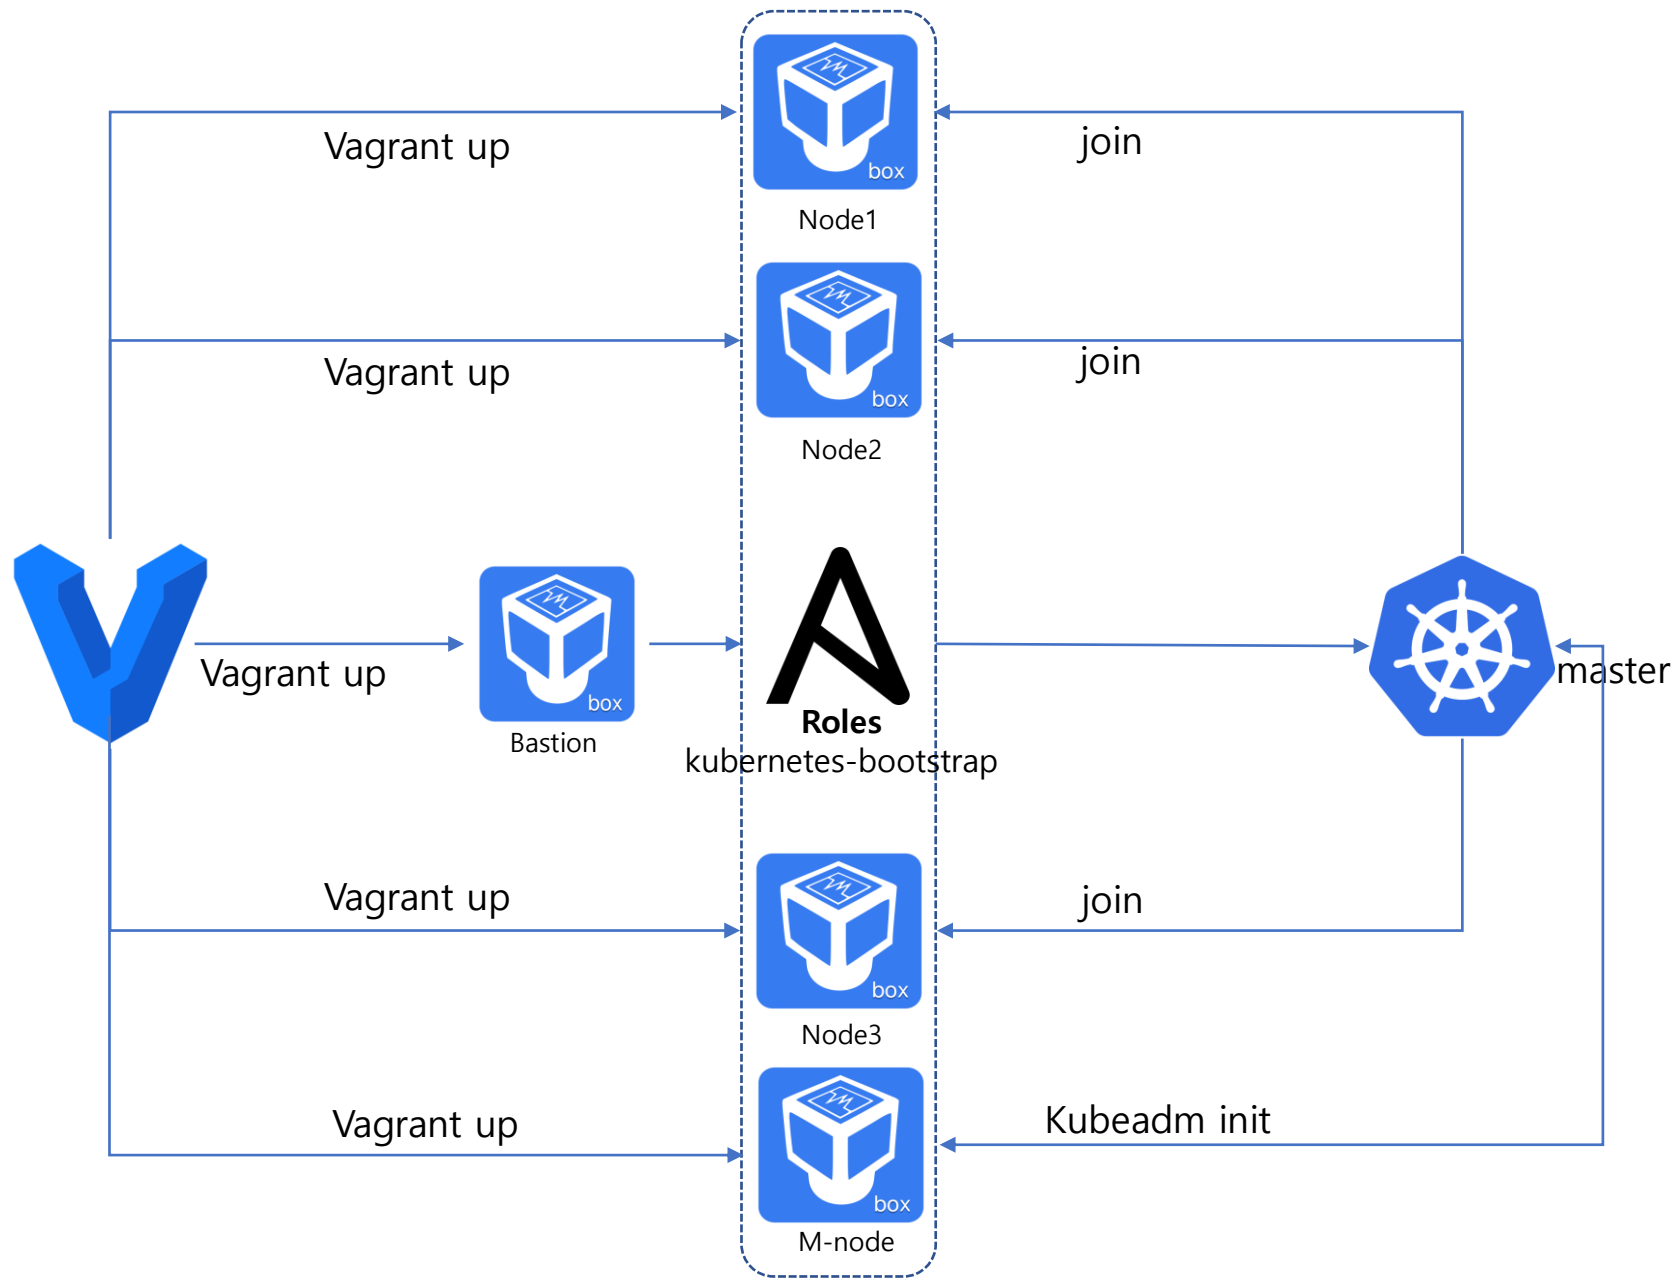 box
Vagrant up
join
Node1
box
Vagrant up
join
Node2
Vagrant up
box
Bastion
Roles
kubernetes-bootstrap
master
Vagrant up
join
box
Node3
Vagrant up
Kubeadm init
box
M-node